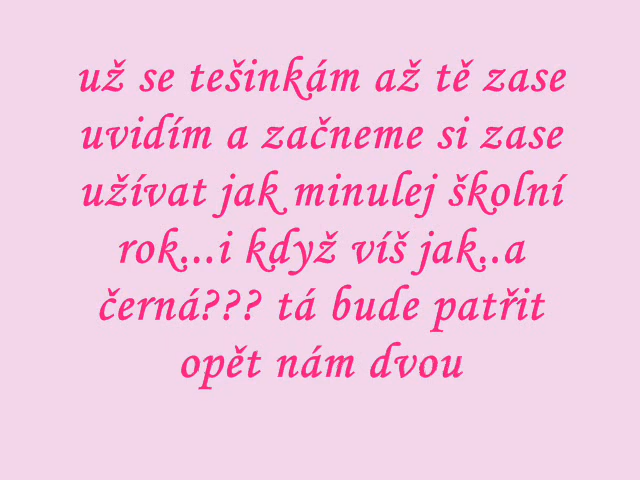 už se tešinkám až tě zase
uvidím a začneme si zase
užívat jak minulej školní
rok...i když víš jak..a
černá??? tá bude patřit
opět nám dvou